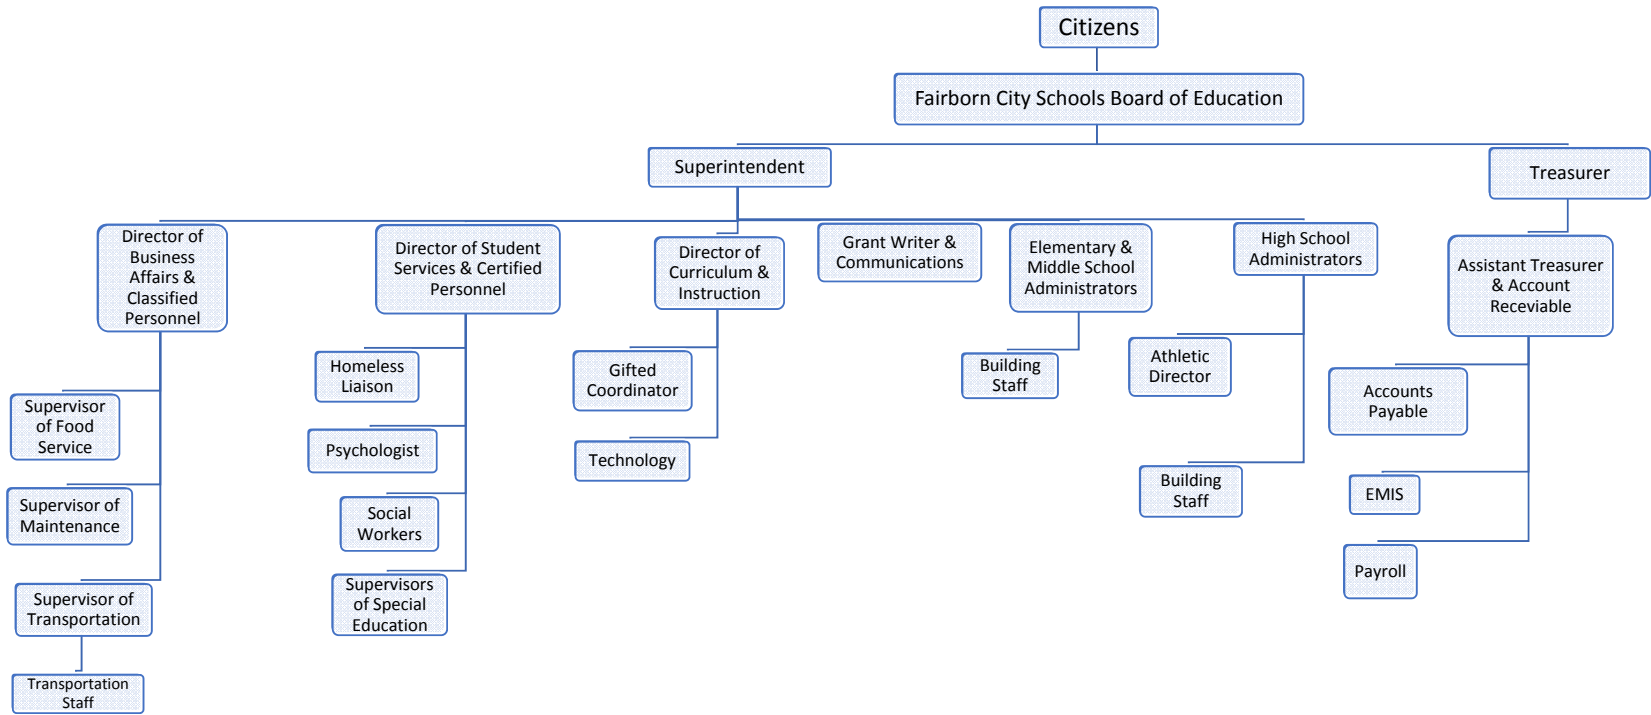 Citizens
Fairborn City Schools Board of Education
Superintendent
Treasurer
Director of
Business
Affairs &
Classified
Personnel
Director of Student
Services & Certified
Personnel
Director of
Curriculum &
Instruction
Grant Writer &
Communications
Elementary &
Middle School
Administrators
High School
Administrators
Assistant Treasurer
& Account
Receviable
Supervisor
of Food
Service
Supervisor of
Maintenance
Supervisor of
Transportation
Transportation
Staff
Homeless
Liaison
Psychologist
Social
Workers
Supervisors
of Special
Education
Gifted
Coordinator
Technology
Building
Staff
Athletic
Director
Building
Staff
Accounts
Payable
EMIS
Payroll